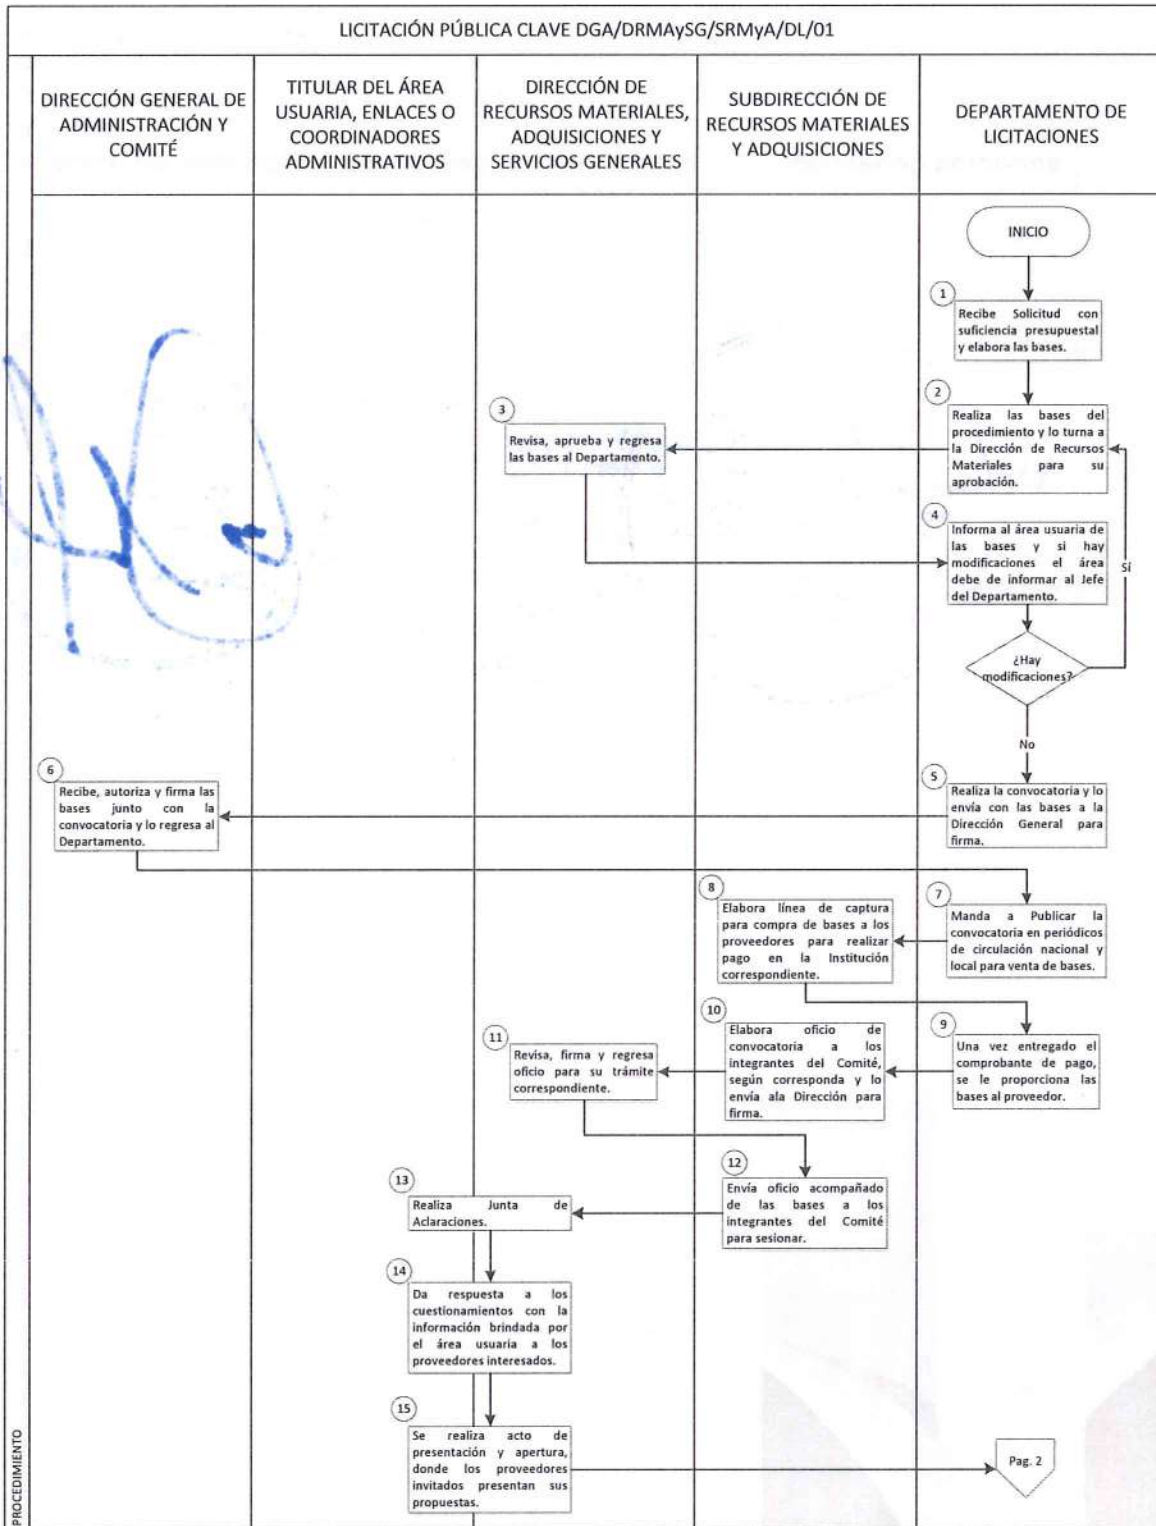 LICITACIÓN PÚBLICA CLAVE DGA/DRMAySG/SRMyA/DL/01
DIRECCIÓN GENERAL DE
ADMINISTRACIÓN Y
COMITÉ
TITULAR DEL ÁREA
USUARIA, ENLACES O
COORDINADORES
ADMINISTRATIVOS
DIRECCIÓN DE
RECURSOS MATERIALES,
ADQUISICIONES Y
SERVICIOS GENERALES
SUBDIRECCIÓN DE
RECURSOS MATERIALES
Y ADQUISICIONES
DEPARTAMENTO DE
LICITACIONES
INICIO
1
Recibe Solicitud con
suficiencia presupuestal
y elabora las bases.
2
Realiza las bases del
procedimiento y lo turna a
la Dirección de Recursos
Materiales para su
aprobación.
3
Revisa, aprueba y regresa
las bases al Departamento.
4
Informa al área usuaria de
las bases y si hay
modificaciones el área
debe de informar al Jefe
del Departamento.
Sí
¿Hay
modificaciones?
No
5
Realiza la convocatoria y lo
envía con las bases a la
Dirección General para
firma.
6
Recibe, autoriza y firma las
bases junto con la
convocatoria y lo regresa al
Departamento.
7
Manda a Publicar la
convocatoria en periódicos
de circulación nacional y
local para venta de bases.
8
Elabora línea de captura
para compra de bases a los
proveedores para realizar
pago en la Institución
correspondiente.
9
Una vez entregado el
comprobante de pago,
se le proporciona las
bases al proveedor.
10
Elabora oficio de
convocatoria a los
integrantes del Comité,
según corresponda y lo
envía ala Dirección para
firma.
11
Revisa, firma y regresa
oficio para su trámite
correspondiente.
12
Envía oficio acompañado
de las bases a los
integrantes del Comité
para sesionar.
13
Realiza Junta de
Aclaraciones.
14
Da respuesta a los
cuestionamientos con la
información brindada por
el área usuaria a los
proveedores interesados.
15
Se realiza acto de
presentación y apertura,
donde los proveedores
invitados presentan sus
propuestas.
Pag. 2
PROCEDIMIENTO